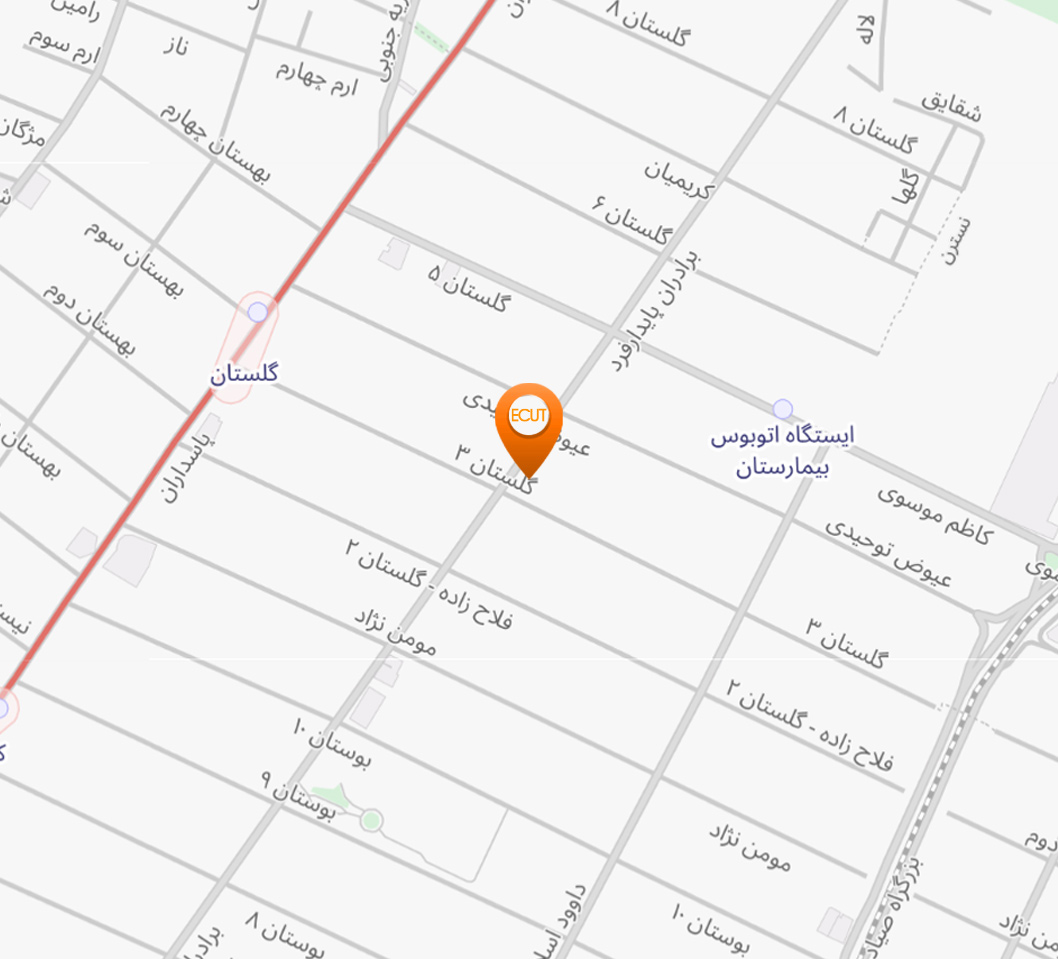 رامین
ارم سوم
ناز
ارم چهارم
گلستان ۸
لاله
شقایق
مژگان
بهستان چهارم
گلستان ۸
گلها
کریمیان
گلستان ۶
نسترن
بهستان سوم
گلستان ۵
برادران پایدارفرد
بهستان دوم
گلستان
ECUT
گلستان ۳
پاسداران
ایستگاه اتوبوس
بیمارستان
کاظم موسوی
عیوض توحیدی
فلاح زاده - گلستان ۲
مومن نژاد
گلستان ۳
فلاح زاده - گلستان ۲
بوستان ۱۰
بوستان ۹
مومن نژاد
بوستان ۱۰
بوستان ۸
بزرگراه صیاد
داوود
دوم
نژاد